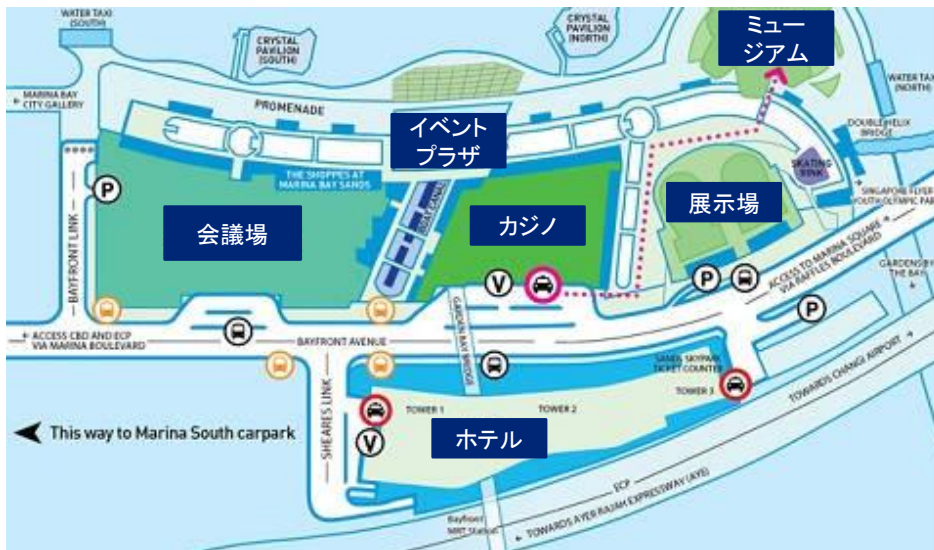 WATER TAXI
(SOUTH)
CRYSTAL
PAVILION
(SOUTH)
CRYSTAL
PAVILION
(NORTH)
ミュー
ジアム
MARINA BAY
CITY GALLERY
PROMENADE
WATER TAXI
(NORTH)
イベント
プラザ
DOUBLE HELIX
BRIDGE
THE SHOPPES AT
MARINA BAY SANDS
SKATING
RINK
P
BOAT CANAL
会議場
カジノ
展示場
SINGAPORE FLYER
YOUTH OLYMPIC PARK
BAYFRONT LINK
ACCESS TO MARINA SQUARE
VIA RAFFLES BOULEVARD
GARDENS BY
THE BAY
V
P
P
ACCESS CBD AND ECP
VIA MARINA BOULEVARD
BAYFRONT AVENUE
GARDEN BAY BRIDGE
SANDS SKYPARK
TICKET COUNTER
TOWER 3
TOWER 1
TOWER 2
TOWARDS CHANGI AIRPORT
This way to Marina South carpark
SHEARES LINK
V
ホテル
ECP
TOWARDS AYER RAJAH EXPRESSWAY (AYE)
Bayfront
MRT Station